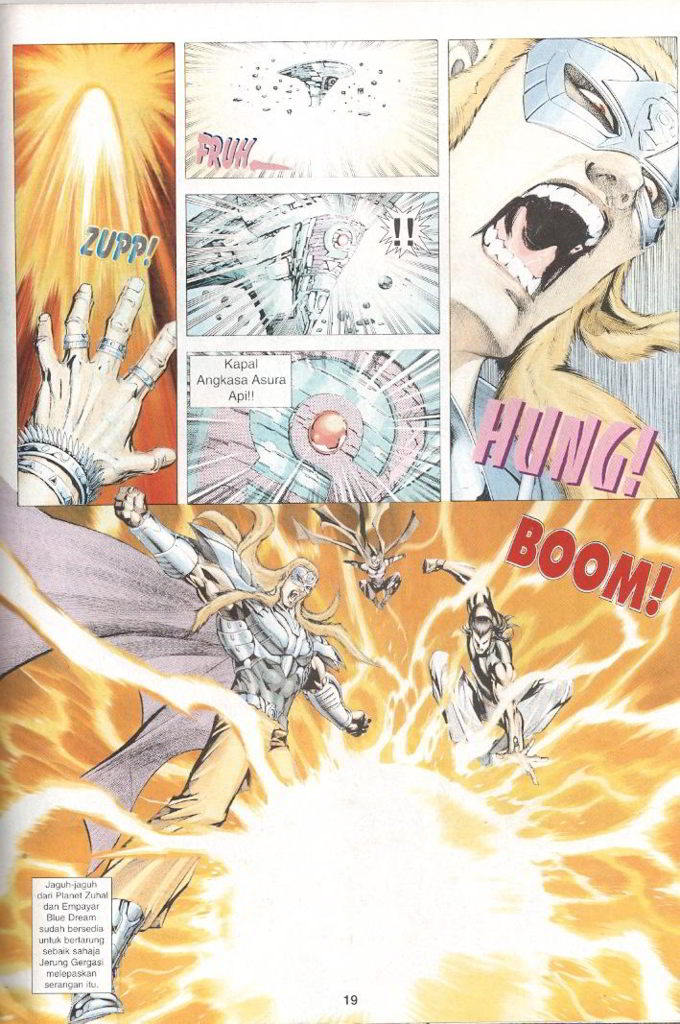 ZUPP!
FRUH
!!
Kapal
Angkasa Asura
Api!!
HUNG!
BOOM!
Jaguh-jaguh
dari Planet Zuhal
dan Empayar
Blue Dream
sudah bersedia
untuk bertarung
sebaik sahaja
Jerung Gergasi
melepaskan
serangan itu.
19